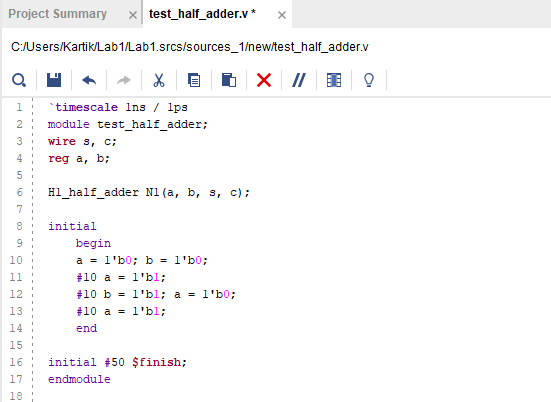 Project Summary × test_half_adder.v * ×
C:/Users/Kartik/Lab1/Lab1.srcs/sources_1/new/test_half_adder.v
1 `timescale 1ns / 1ps
2 module test_half_adder;
3 wire s, c;
4 reg a, b;
5
6 H1_half_adder N1(a, b, s, c);
7
8 initial
9 begin
10 a = 1'b0; b = 1'b0;
11 #10 a = 1'b1;
12 #10 b = 1'b1; a = 1'b0;
13 #10 a = 1'b1;
14 end
15
16 initial #50 $finish;
17 endmodule
18